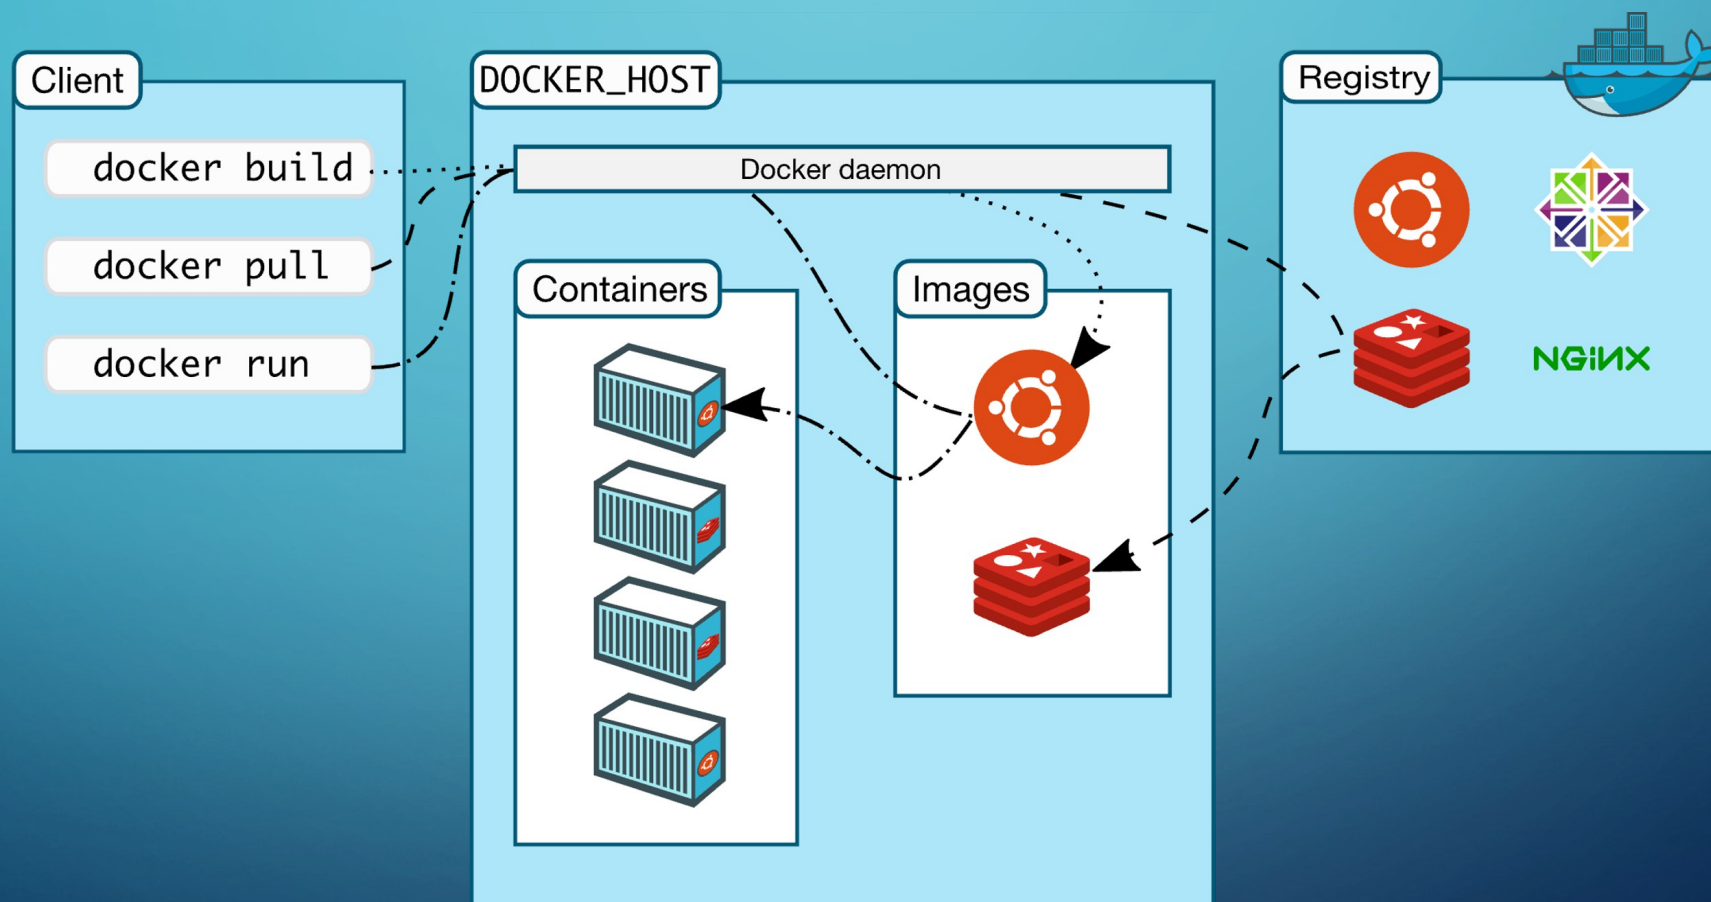 Client
docker build
docker pull
docker run
DOCKER_HOST
Docker daemon
Containers
Images
Registry
NGiNX